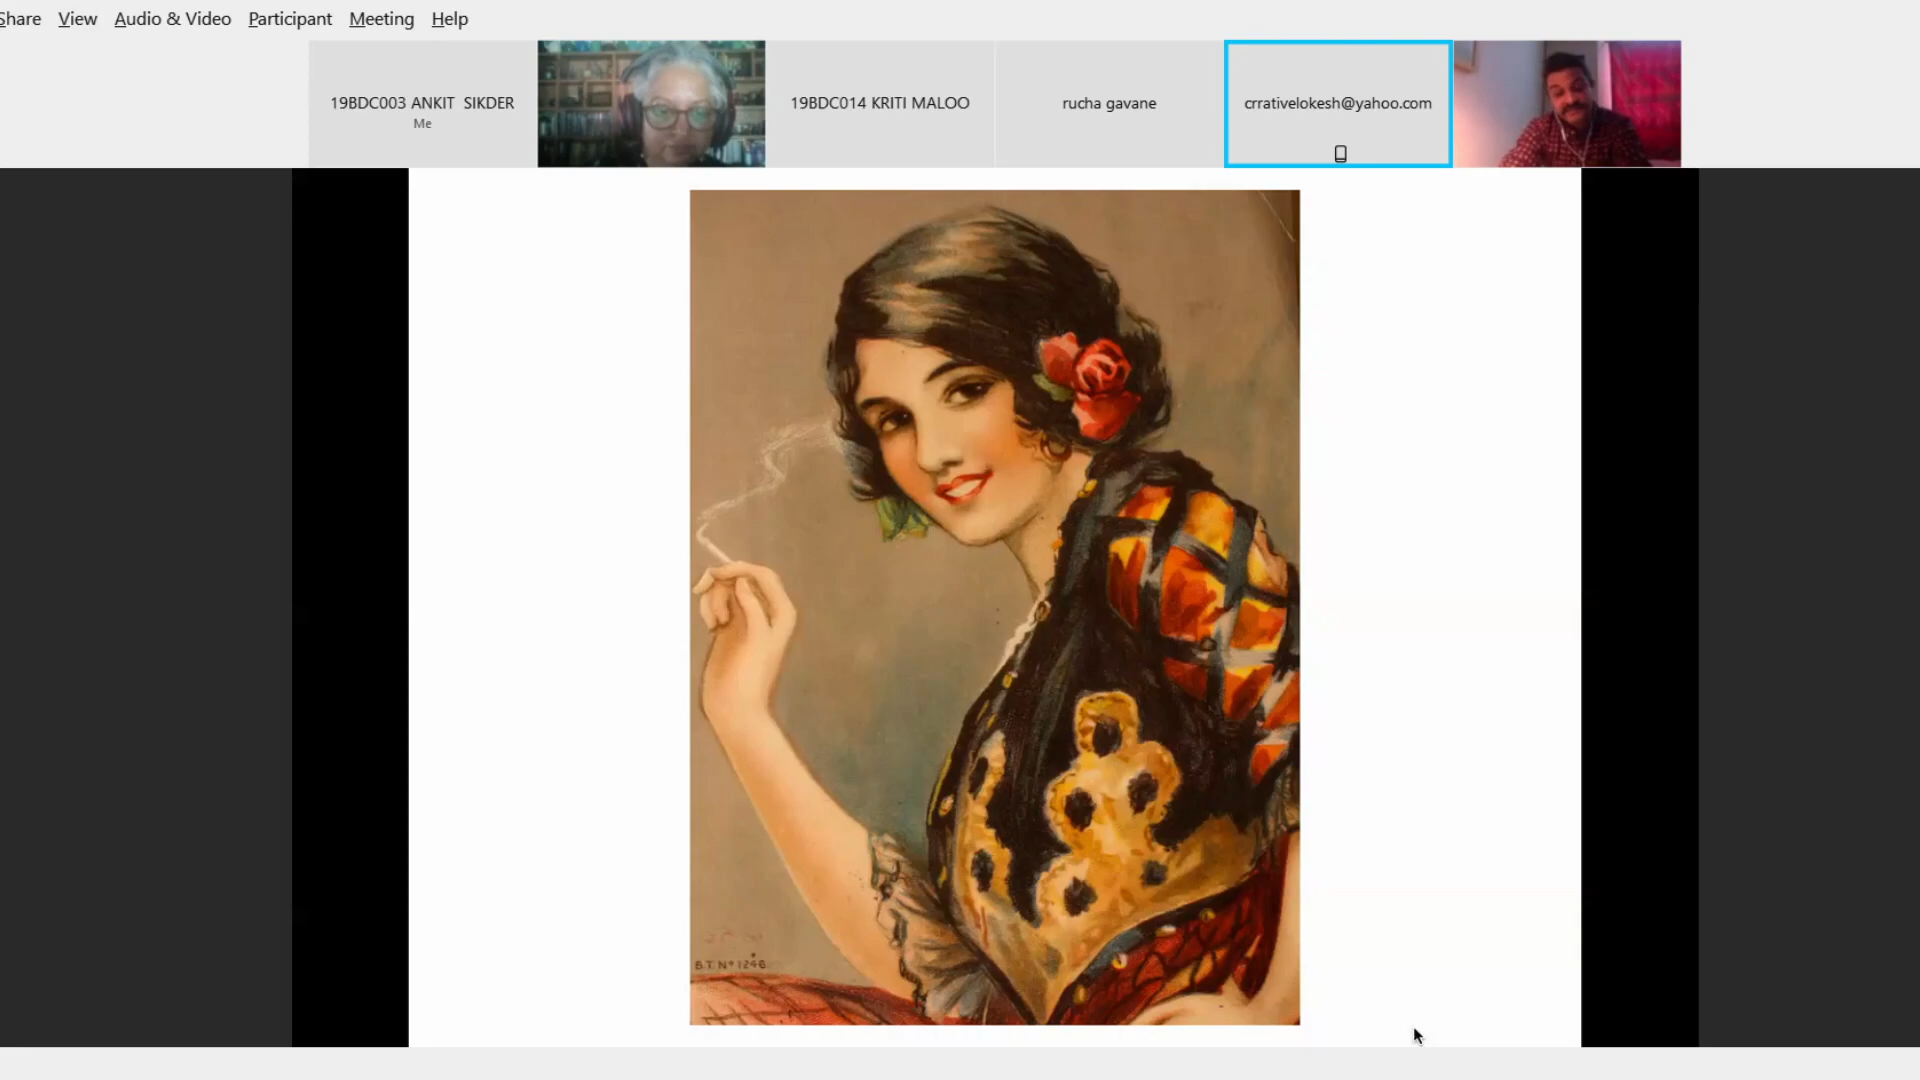 Share View Audio & Video Participant Meeting Help
19BDC003 ANKIT SIKDER
Me
19BDC014 KRITI MALOO
rucha gavane
crrativelokesh@yahoo.com
S.T. Nº 1246